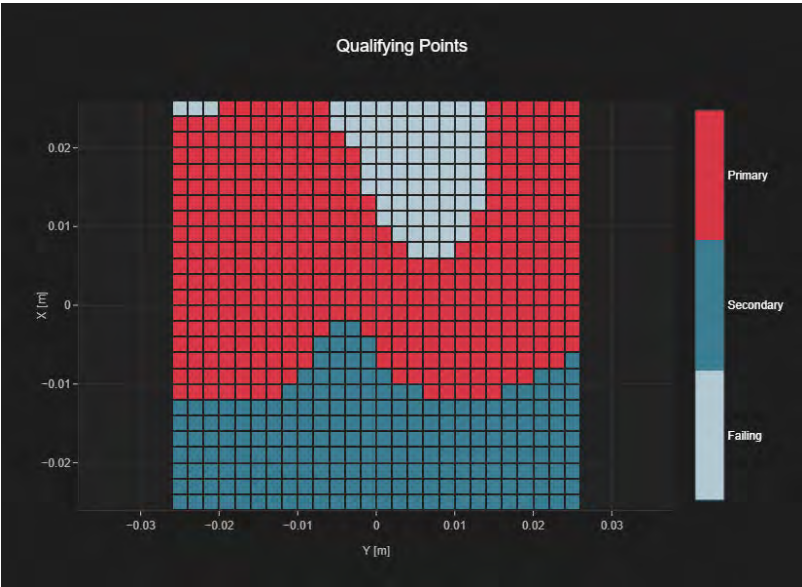 Qualifying Points
0.02
0.01
0
−0.01
−0.02
X [m]
−0.03
−0.02
−0.01
0
0.01
0.02
0.03
Y [m]
Primary
Secondary
Failing